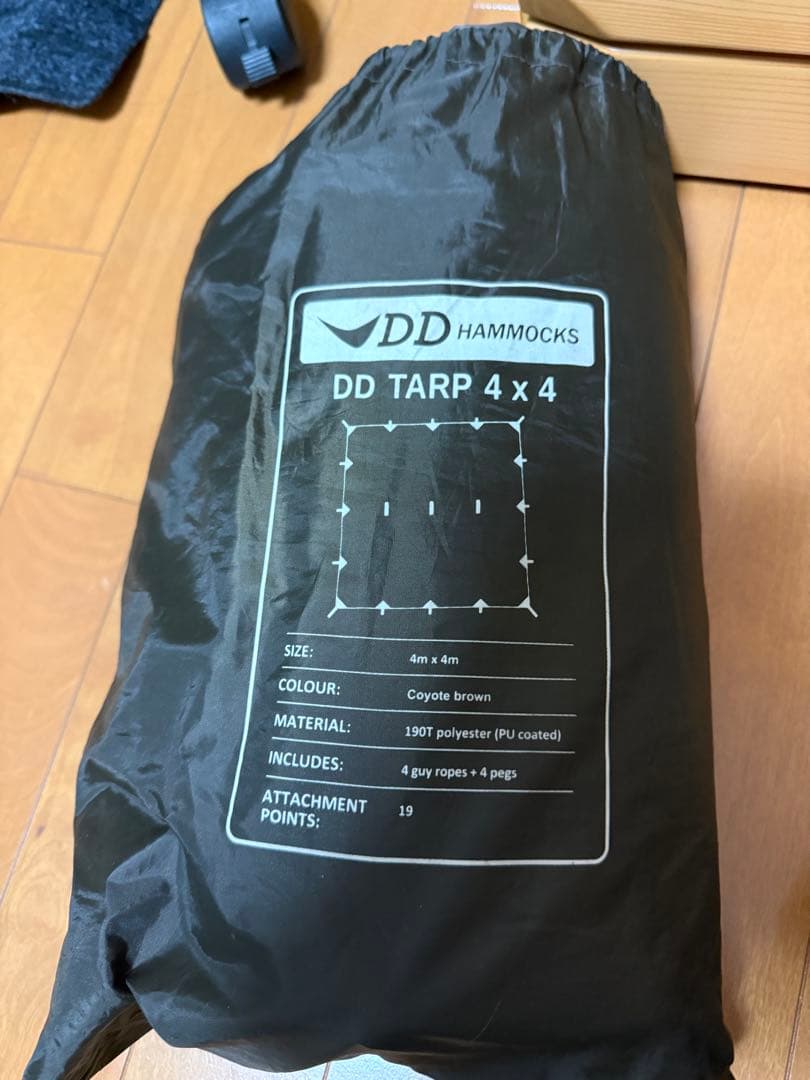 DD HAMMOCKS
DD TARP 4 x 4
SIZE: 4m x 4m
COLOUR: Coyote brown
MATERIAL: 190T polyester (PU coated)
INCLUDES: 4 guy ropes + 4 pegs
ATTACHMENT POINTS: 19